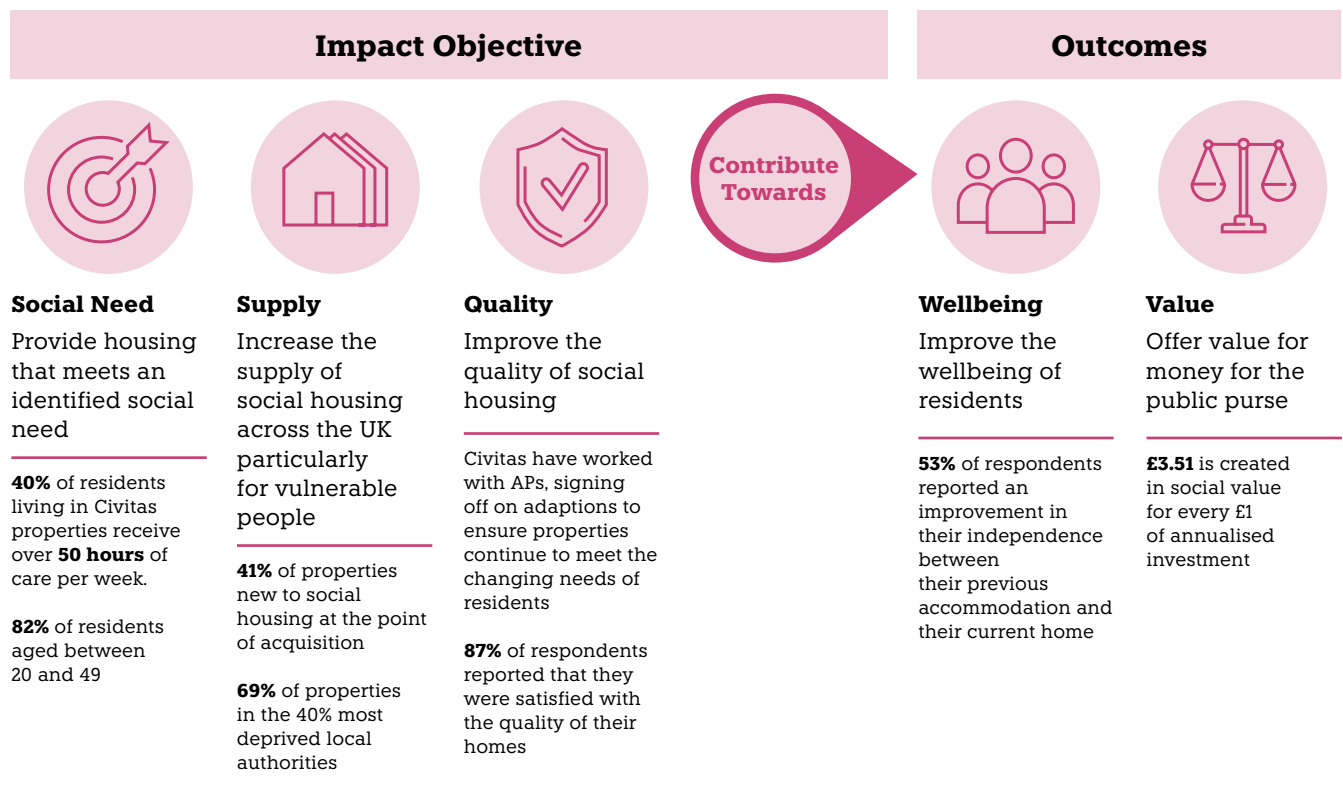 Impact Objective
Outcomes
Contribute
Towards
Social Need
Provide housing
that meets an
identified social
need
40% of residents
living in Civitas
properties receive
over 50 hours of
care per week.
82% of residents
aged between
20 and 49
Supply
Increase the
supply of
social housing
across the UK
particularly
for vulnerable
people
41% of properties
new to social
housing at the point
of acquisition
69% of properties
in the 40% most
deprived local
authorities
Quality
Improve the
quality of social
housing
Civitas have worked
with APs, signing
off on adaptions to
ensure properties
continue to meet the
changing needs of
residents
87% of respondents
reported that they
were satisfied with
the quality of their
homes
Wellbeing
Improve the
wellbeing of
residents
53% of respondents
reported an
improvement in
their independence
between
their previous
accommodation and
their current home
Value
Offer value for
money for the
public purse
£3.51 is created
in social value
for every £1
of annualised
investment